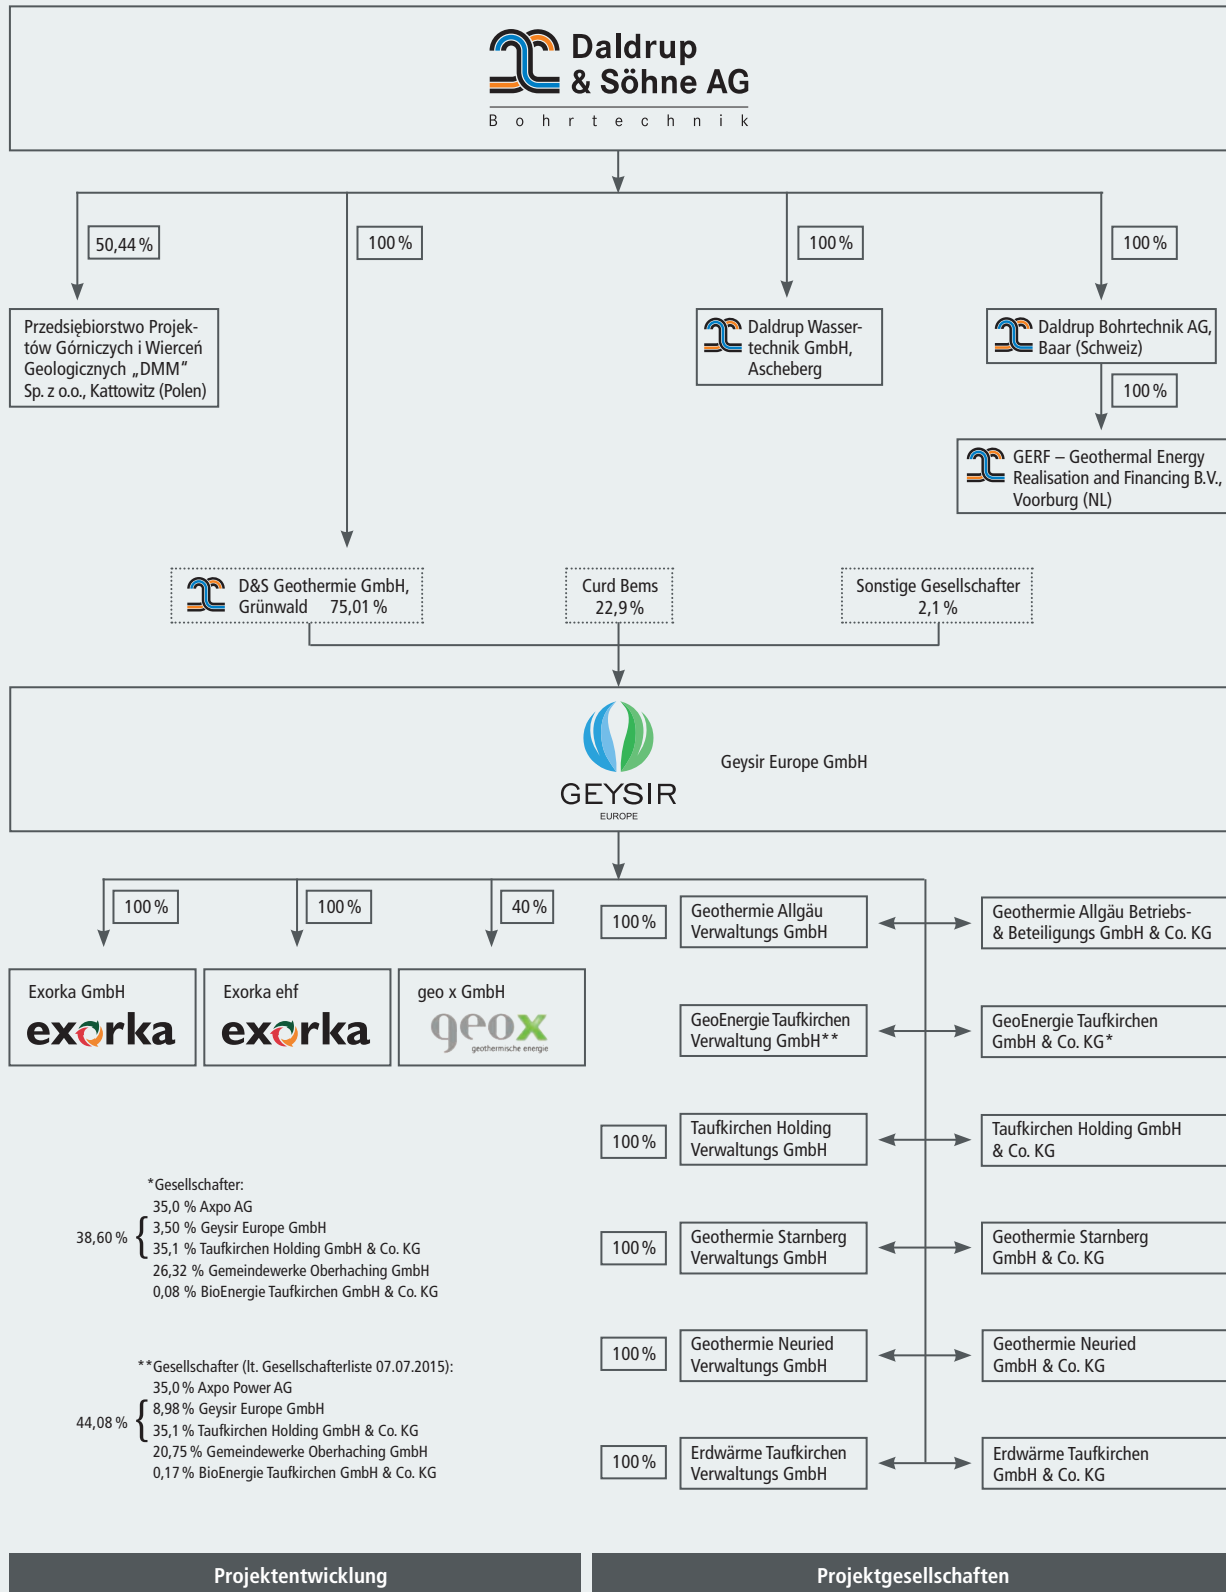 Daldrup
& Söhne AG
Bohrtechnik
50,44 %
100 %
100 %
100 %
Przedsiębiorstwo Projek-
tów Górniczych i Wierceń
Geologicznych „DMM“
Sp. z o.o., Kattowitz (Polen)
Daldrup Wasser-
technik GmbH,
Ascheberg
Daldrup Bohrtechnik AG,
Baar (Schweiz)
100 %
GERF – Geothermal Energy
Realisation and Financing B.V.,
Voorburg (NL)
D&S Geothermie GmbH,
Grünwald 75,01 %
Curd Bems
22,9 %
Sonstige Gesellschafter
2,1 %
GEYSIR
EUROPE
Geysir Europe GmbH
100 %
100 %
40 %
Exorka GmbH
exorka
Exorka ehf
exorka
geo x GmbH
geox
geothermische energie
100 %
Geothermie Allgäu
Verwaltungs GmbH
Geothermie Allgäu Betriebs-
& Beteiligungs GmbH & Co. KG
GeoEnergie Taufkirchen
Verwaltung GmbH**
GeoEnergie Taufkirchen
GmbH & Co. KG*
100 %
Taufkirchen Holding
Verwaltungs GmbH
Taufkirchen Holding GmbH
& Co. KG
100 %
Geothermie Starnberg
Verwaltungs GmbH
Geothermie Starnberg
GmbH & Co. KG
100 %
Geothermie Neuried
Verwaltungs GmbH
Geothermie Neuried
GmbH & Co. KG
100 %
Erdwärme Taufkirchen
Verwaltungs GmbH
Erdwärme Taufkirchen
GmbH & Co. KG
*Gesellschafter:
35,0 % Axpo AG
38,60 % { 3,50 % Geysir Europe GmbH
35,1 % Taufkirchen Holding GmbH & Co. KG
26,32 % Gemeindewerke Oberhaching GmbH
0,08 % BioEnergie Taufkirchen GmbH & Co. KG
**Gesellschafter (lt. Gesellschafterliste 07.07.2015):
35,0 % Axpo Power AG
44,08 % { 8,98 % Geysir Europe GmbH
35,1 % Taufkirchen Holding GmbH & Co. KG
20,75 % Gemeindewerke Oberhaching GmbH
0,17 % BioEnergie Taufkirchen GmbH & Co. KG
Projektentwicklung
Projektgesellschaften